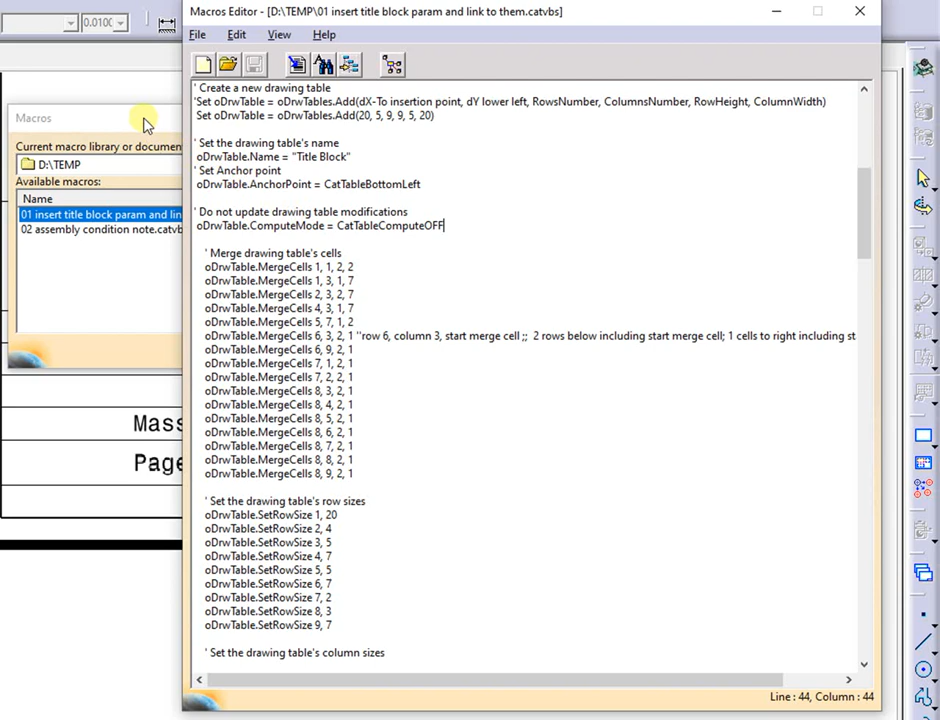 Macros Editor - [D:\TEMP\01 insert title block param and link to them.catvbs]
0.0100
File Edit View Help
Macros
Current macro library or documen
D:\TEMP
Available macros:
Name
01 insert title block param and lin
02 assembly condition note.catvb
Mass
Page
' Create a new drawing table
'Set oDrwTable = oDrwTables.Add(dX-To insertion point, dY lower left, RowsNumber, ColumnsNumber, RowHeight, ColumnWidth)
Set oDrwTable = oDrwTables.Add(20, 5, 9, 9, 5, 20)
' Set the drawing table's name
oDrwTable.Name = "Title Block"
' Set Anchor point
oDrwTable.AnchorPoint = CatTableBottomLeft
' Do not update drawing table modifications
oDrwTable.ComputeMode = CatTableComputeOFF
' Merge drawing table's cells
oDrwTable.MergeCells 1, 1, 2, 2
oDrwTable.MergeCells 1, 3, 1, 7
oDrwTable.MergeCells 2, 3, 2, 7
oDrwTable.MergeCells 4, 3, 1, 7
oDrwTable.MergeCells 5, 7, 1, 2
oDrwTable.MergeCells 6, 3, 2, 1 ''row 6, column 3, start merge cell ;; 2 rows below including start merge cell; 1 cells to right including st
oDrwTable.MergeCells 6, 9, 2, 1
oDrwTable.MergeCells 7, 1, 2, 1
oDrwTable.MergeCells 7, 2, 2, 1
oDrwTable.MergeCells 8, 3, 2, 1
oDrwTable.MergeCells 8, 4, 2, 1
oDrwTable.MergeCells 8, 5, 2, 1
oDrwTable.MergeCells 8, 6, 2, 1
oDrwTable.MergeCells 8, 7, 2, 1
oDrwTable.MergeCells 8, 8, 2, 1
oDrwTable.MergeCells 8, 9, 2, 1
' Set the drawing table's row sizes
oDrwTable.SetRowSize 1, 20
oDrwTable.SetRowSize 2, 4
oDrwTable.SetRowSize 3, 5
oDrwTable.SetRowSize 4, 7
oDrwTable.SetRowSize 5, 5
oDrwTable.SetRowSize 6, 7
oDrwTable.SetRowSize 7, 2
oDrwTable.SetRowSize 8, 3
oDrwTable.SetRowSize 9, 7
' Set the drawing table's column sizes
Line : 44, Column : 44